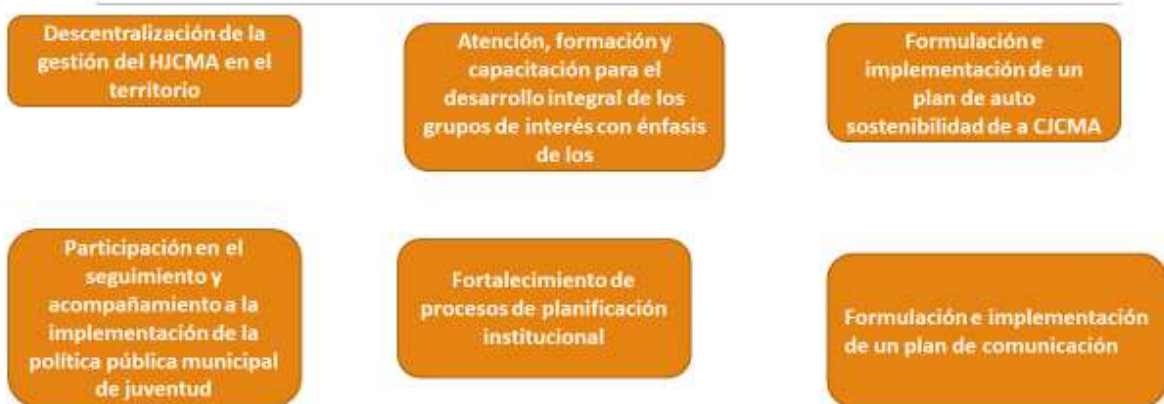 Descentralización de la
gestión del HJCMA en el
territorio
Atención, formación y
capacitación para el
desarrollo integral de los
grupos de interés con énfasis
de los
Formulación e
implementación de un
plan de auto
sostenibilidad de a CJCMA
Participación en el
seguimiento y
acompañamiento a la
implementación de la
política pública municipal
de juventud
Fortalecimiento de
procesos de planificación
institucional
Formulación e implementación
de un plan de comunicación